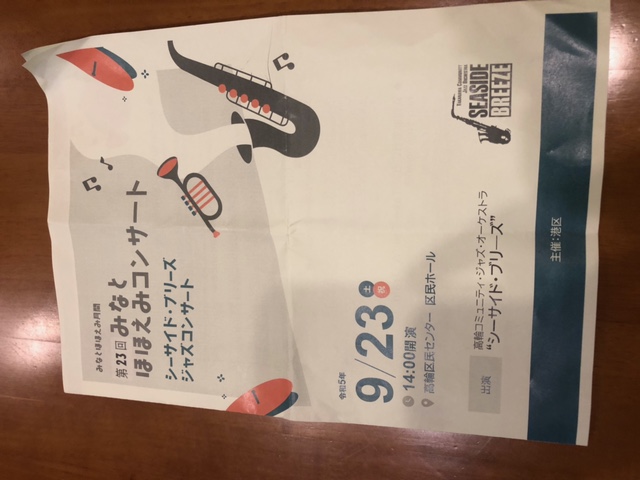 みなとほほえみ月間
第23回 みなと
ほほえみコンサート
シーサイド・ブリーズ
ジャズコンサート
令和5年
9/23 土 祝
14:00開演
高輪区民センター 区民ホール
出演
高輪コミュニティ・ジャズ・オーケストラ
“シーサイド・ブリーズ”
Takanawa Community
Jazz Orchestra
SEASIDE
BREEZE
主催:港区